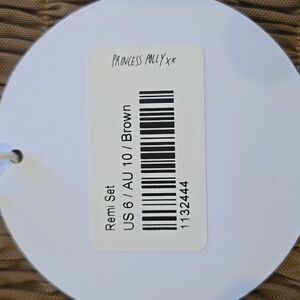 PRINCESS POLLY xx
Remi Set
US 6 / AU 10 / Brown
1132444